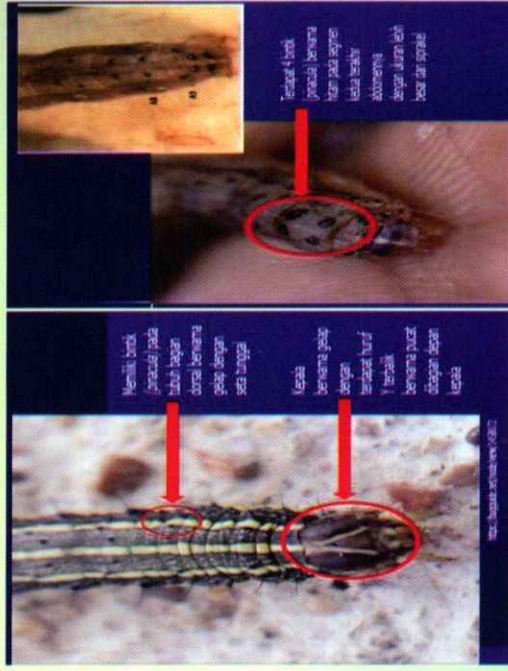 Memiliki bintik
(pinacula) pada
tubuh bagian
dorsal berwarna
gelap dengan
seta tunggal
Kepala
berwarna gelap
dengan
terdapat huruf
Y terbalik
berwarna pucat
dibagian depan
kepala
Terdapat 4 bintik
(pinacula) berwarna
hitam pada segmen
kedua terakhir
abdomennya
dengan ukuran lebih
besar dari spirakel
A8
A9